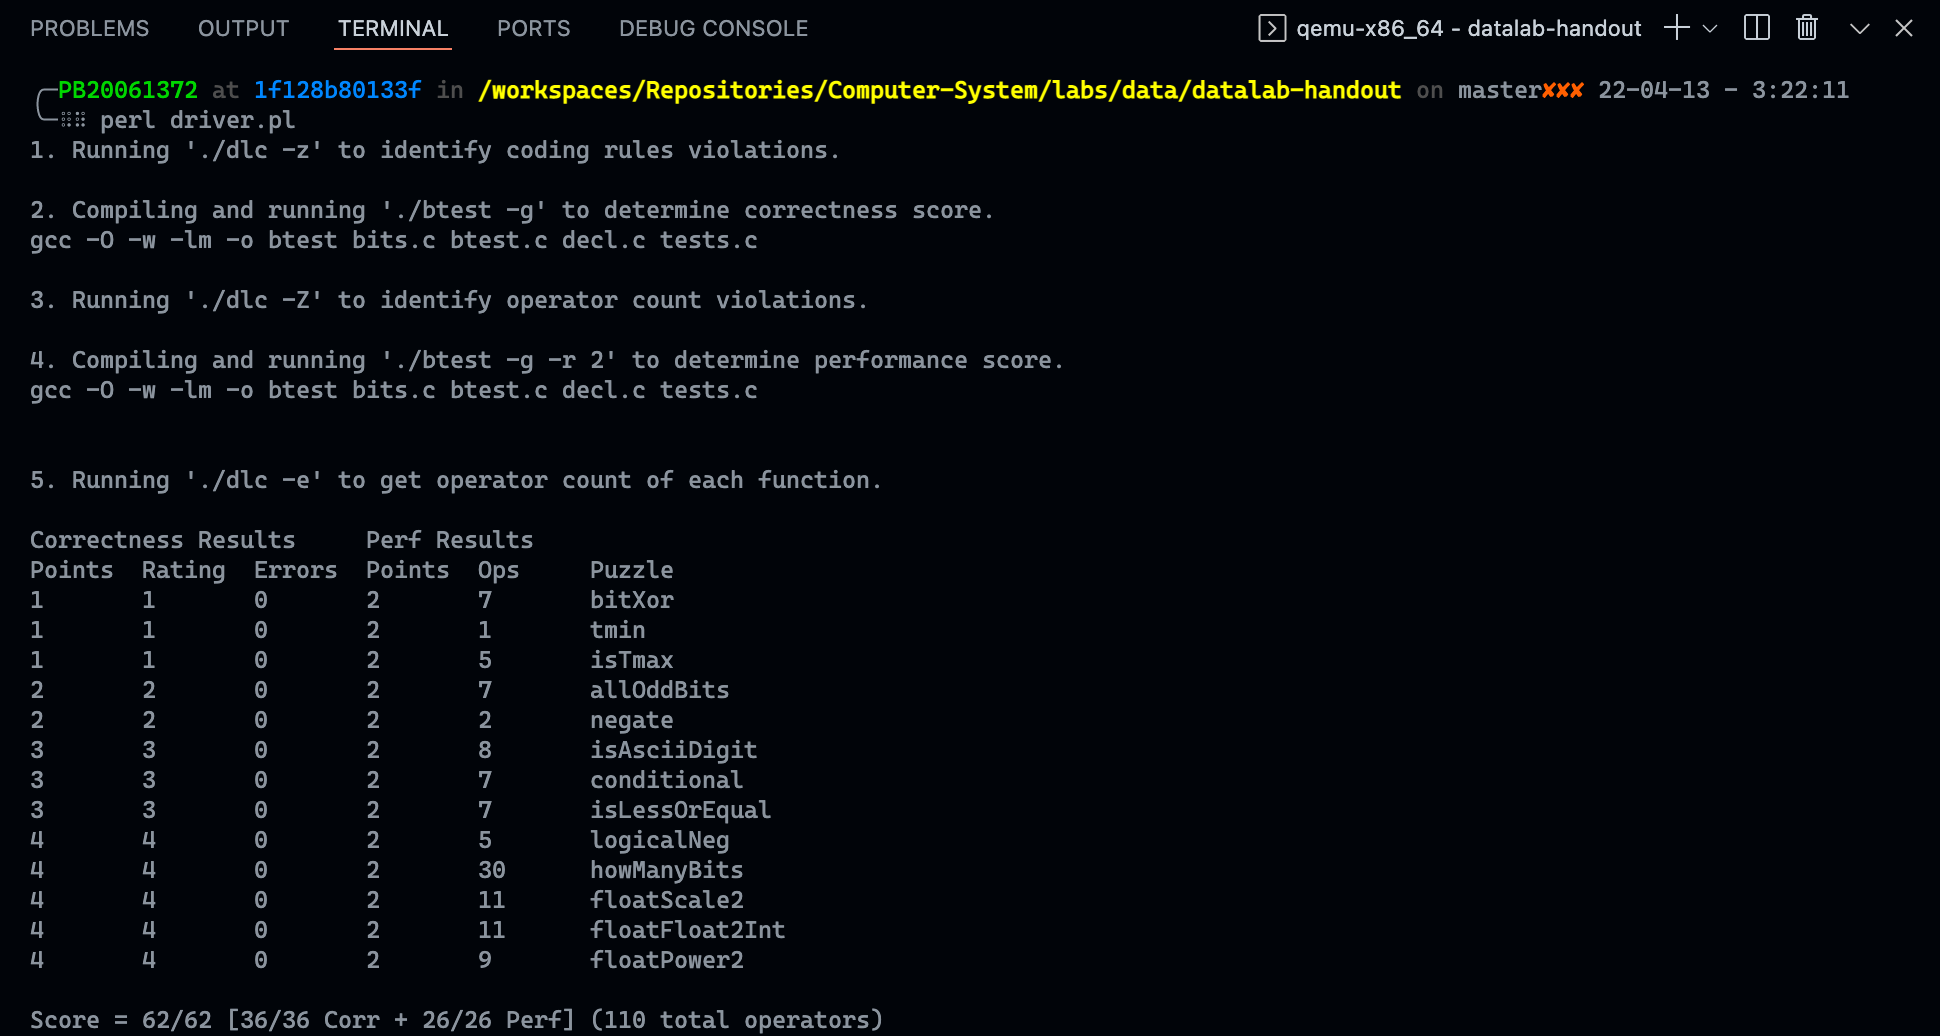 PROBLEMS OUTPUT TERMINAL PORTS DEBUG CONSOLE qemu-x86_64 - datalab-handout
PB20061372 at 1f128b80133f in /workspaces/Repositories/Computer-System/labs/data/datalab-handout on master✘✘✘ 22-04-13 - 3:22:11
perl driver.pl
1. Running './dlc -z' to identify coding rules violations.
2. Compiling and running './btest -g' to determine correctness score.
gcc -O -w -lm -o btest bits.c btest.c decl.c tests.c
3. Running './dlc -Z' to identify operator count violations.
4. Compiling and running './btest -g -r 2' to determine performance score.
gcc -O -w -lm -o btest bits.c btest.c decl.c tests.c
5. Running './dlc -e' to get operator count of each function.
Correctness Results Perf Results
Points Rating Errors Points Ops Puzzle
1 1 0 2 7 bitXor
1 1 0 2 1 tmin
1 1 0 2 5 isTmax
2 2 0 2 7 allOddBits
2 2 0 2 2 negate
3 3 0 2 8 isAsciiDigit
3 3 0 2 7 conditional
3 3 0 2 7 isLessOrEqual
4 4 0 2 5 logicalNeg
4 4 0 2 30 howManyBits
4 4 0 2 11 floatScale2
4 4 0 2 11 floatFloat2Int
4 4 0 2 9 floatPower2
Score = 62/62 [36/36 Corr + 26/26 Perf] (110 total operators)